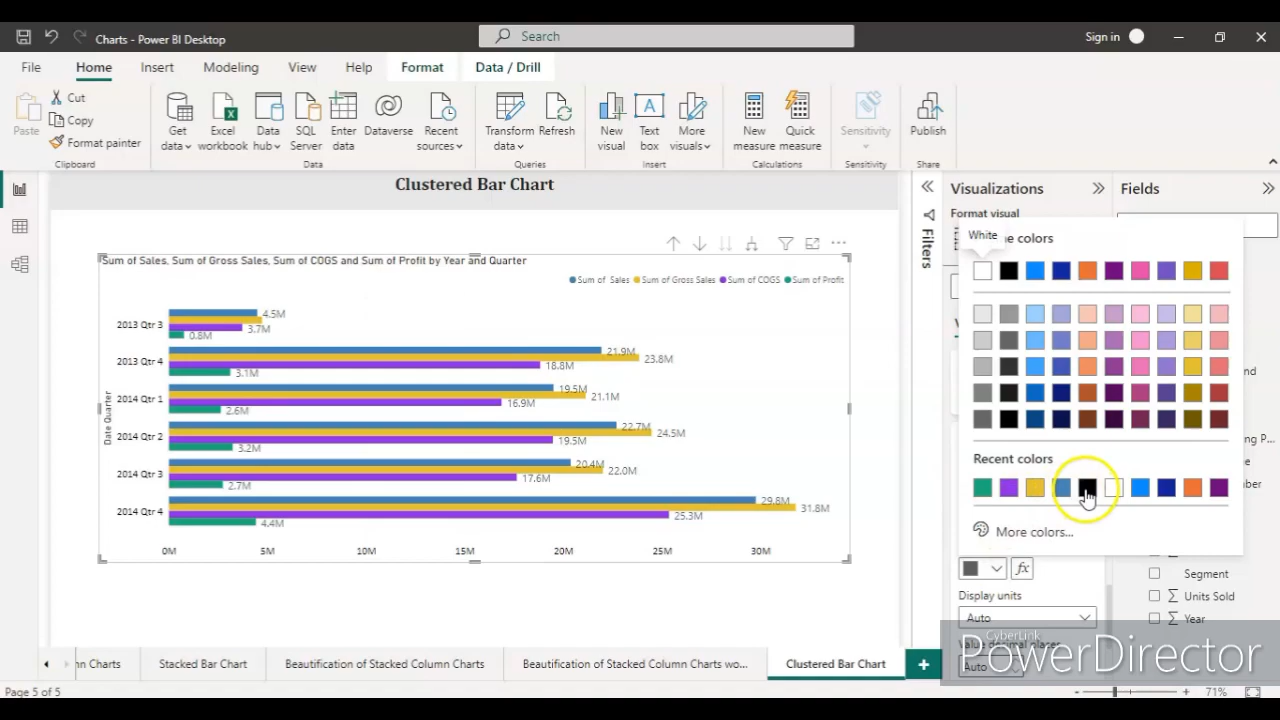 Charts - Power BI Desktop
Search
Sign in
File
Home
Insert
Modeling
View
Help
Format
Data / Drill
Paste
Cut
Copy
Format painter
Clipboard
Get data
Excel workbook
Data hub
SQL Server
Enter data
Dataverse
Recent sources
Data
Transform data
Refresh
Queries
New visual
Text box
More visuals
Insert
New measure
Quick measure
Calculations
Sensitivity
Sensitivity
Publish
Share
Clustered Bar Chart
Sum of Sales, Sum of Gross Sales, Sum of COGS and Sum of Profit by Year and Quarter
Sum of Sales
Sum of Gross Sales
Sum of COGS
Sum of Profit
Date Quarter
2013 Qtr 3
4.5M
3.7M
0.8M
2013 Qtr 4
21.9M
23.8M
18.8M
3.1M
2014 Qtr 1
19.5M
21.1M
16.9M
2.6M
2014 Qtr 2
22.7M
24.5M
19.5M
3.2M
2014 Qtr 3
20.4M
22.0M
17.6M
2.7M
2014 Qtr 4
29.8M
31.8M
25.3M
4.4M
0M 5M 10M 15M 20M 25M 30M
Filters
Visualizations
Format visual
White
e colors
Recent colors
More colors...
fx
Display units
Auto
Value decimal places
Auto
Fields
nd
ng P...
e
mber
Segment
Σ Units Sold
Σ Year
CyberLink
PowerDirector
nn Charts
Stacked Bar Chart
Beautification of Stacked Column Charts
Beautification of Stacked Column Charts wo...
Clustered Bar Chart
Page 5 of 5
71%